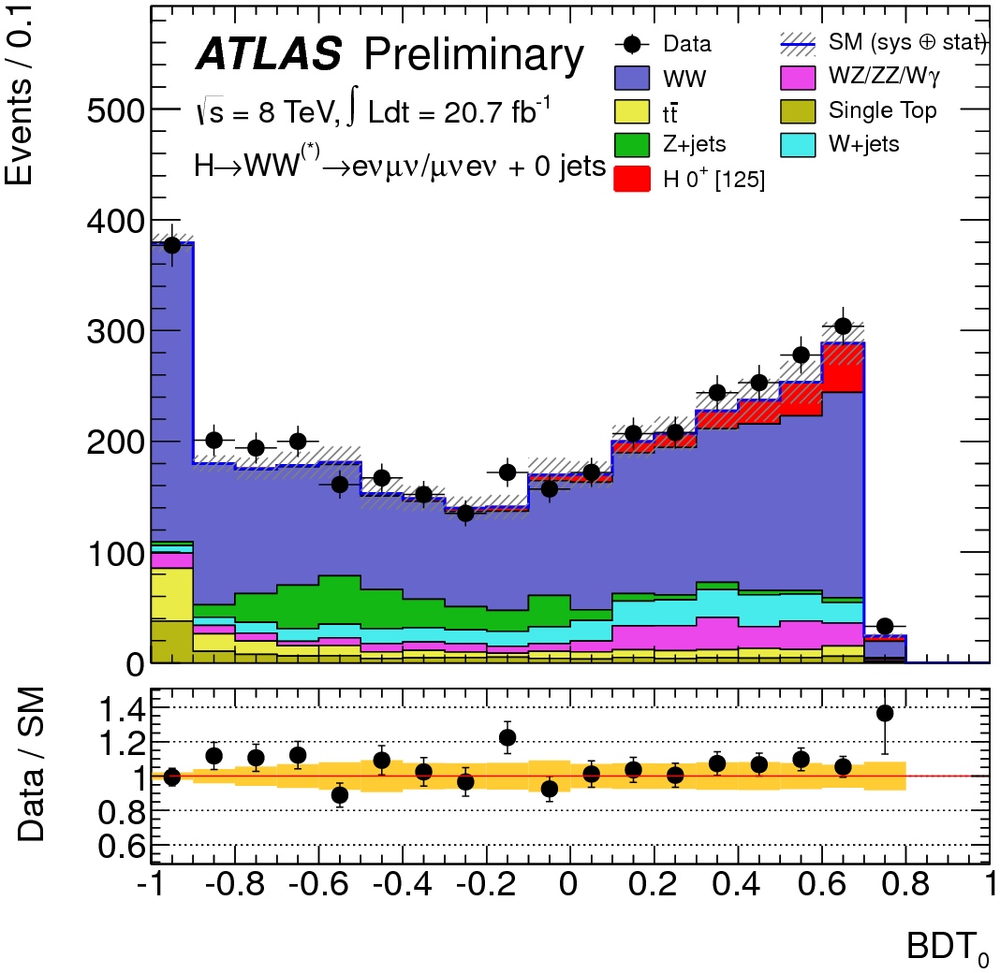 Events / 0.1
ATLAS Preliminary
√s = 8 TeV, ∫ Ldt = 20.7 fb⁻¹
H→WW⁽*⁾→eνμν/μνeν + 0 jets
Data
SM (sys ⊕ stat)
WW
WZ/ZZ/Wγ
tt̄
Single Top
Z+jets
W+jets
H 0⁺ [125]
500
400
300
200
100
0
Data / SM
1.4
1.2
1
0.8
0.6
-1 -0.8 -0.6 -0.4 -0.2 0 0.2 0.4 0.6 0.8 1
BDT₀